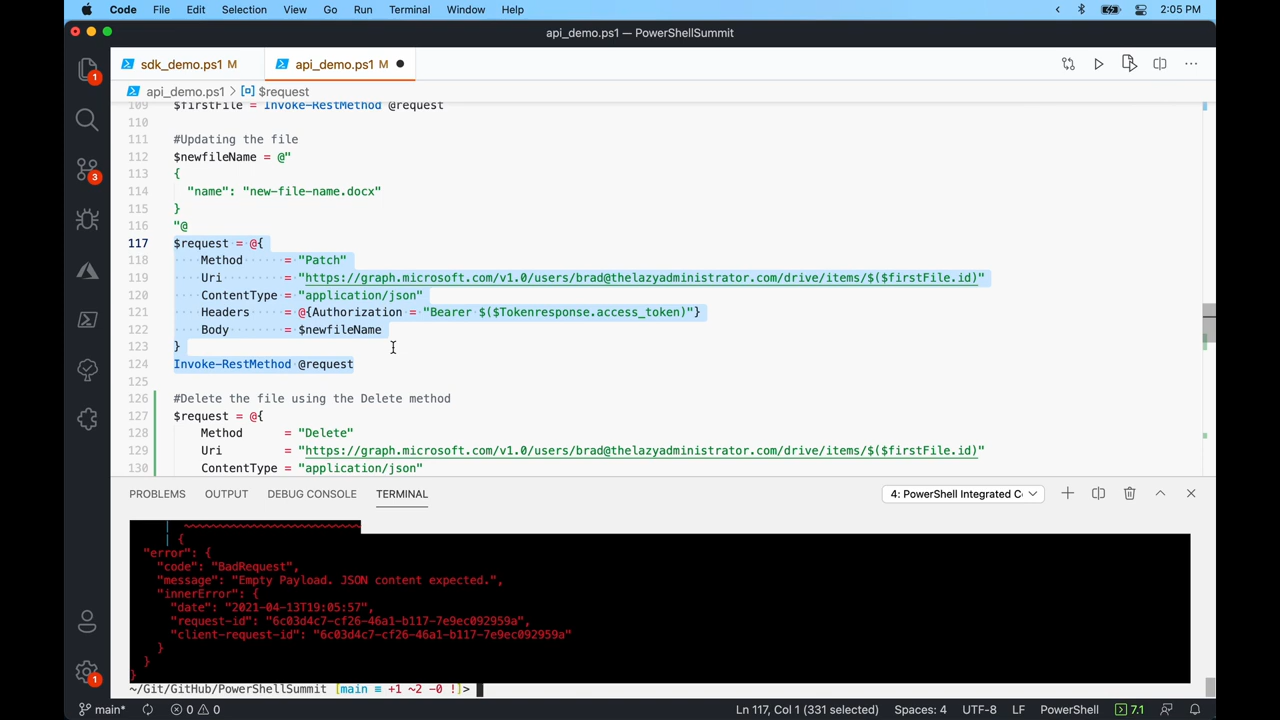 Code File Edit Selection View Go Run Terminal Window Help 2:05 PM
api_demo.ps1 — PowerShellSummit
sdk_demo.ps1 M api_demo.ps1 M
api_demo.ps1 > $request
109 $firstFile = Invoke-RestMethod @request
110
111 #Updating the file
112 $newfileName = @"
113 {
114 "name": "new-file-name.docx"
115 }
116 "@
117 $request = @{
118 Method = "Patch"
119 Uri = "https://graph.microsoft.com/v1.0/users/brad@thelazyadministrator.com/drive/items/$($firstFile.id)"
120 ContentType = "application/json"
121 Headers = @{Authorization = "Bearer $($Tokenresponse.access_token)"}
122 Body = $newfileName
123 }
124 Invoke-RestMethod @request
125
126 #Delete the file using the Delete method
127 $request = @{
128 Method = "Delete"
129 Uri = "https://graph.microsoft.com/v1.0/users/brad@thelazyadministrator.com/drive/items/$($firstFile.id)"
130 ContentType = "application/json"
1
3
1
PROBLEMS OUTPUT DEBUG CONSOLE TERMINAL 4: PowerShell Integrated C
| ~~~~~~~~~~~~~~~~~~~~~~~~~~
| {
"error": {
"code": "BadRequest",
"message": "Empty Payload. JSON content expected.",
"innerError": {
"date": "2021-04-13T19:05:57",
"request-id": "6c03d4c7-cf26-46a1-b117-7e9ec092959a",
"client-request-id": "6c03d4c7-cf26-46a1-b117-7e9ec092959a"
}
}
}
~/Git/GitHub/PowerShellSummit [main ≡ +1 ~2 -0 !]>
main* 0 0 Ln 117, Col 1 (331 selected) Spaces: 4 UTF-8 LF PowerShell 7.1